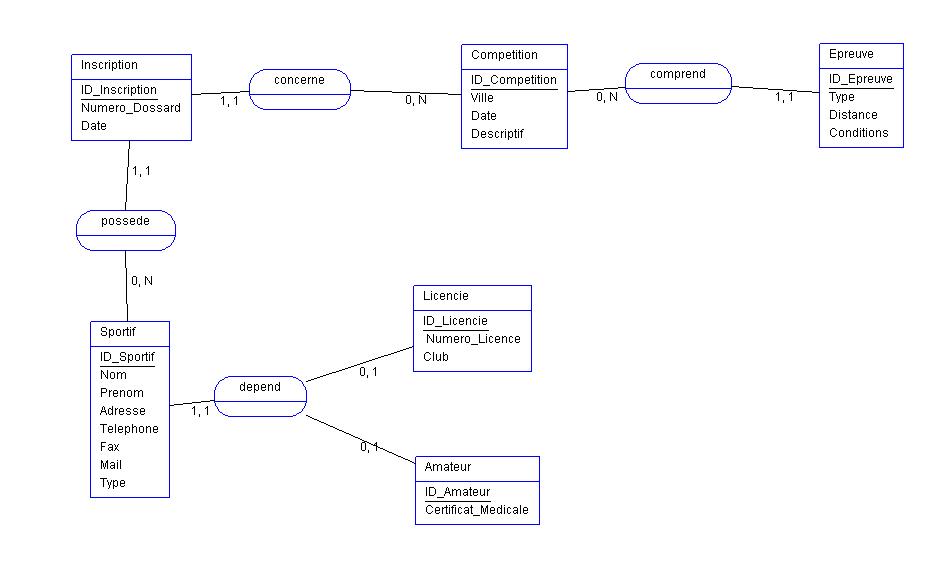 Inscription
ID_Inscription
Numero_Dossard
Date
concerne
1, 1
0, N
Competition
ID_Competition
Ville
Date
Descriptif
comprend
0, N
1, 1
Epreuve
ID_Epreuve
Type
Distance
Conditions
1, 1
possede
0, N
Sportif
ID_Sportif
Nom
Prenom
Adresse
Telephone
Fax
Mail
Type
1, 1
depend
0, 1
0, 1
Licencie
ID_Licencie
Numero_Licence
Club
Amateur
ID_Amateur
Certificat_Medicale